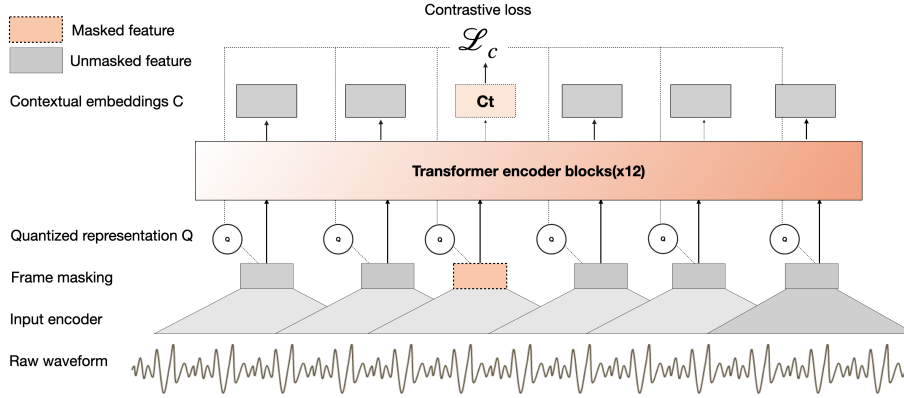 Contrastive loss
Masked feature
ℒc
Unmasked feature
Contextual embeddings C
Ct
Transformer encoder blocks(x12)
Quantized representation Q
Q Q Q Q Q Q
Frame masking
Input encoder
Raw waveform